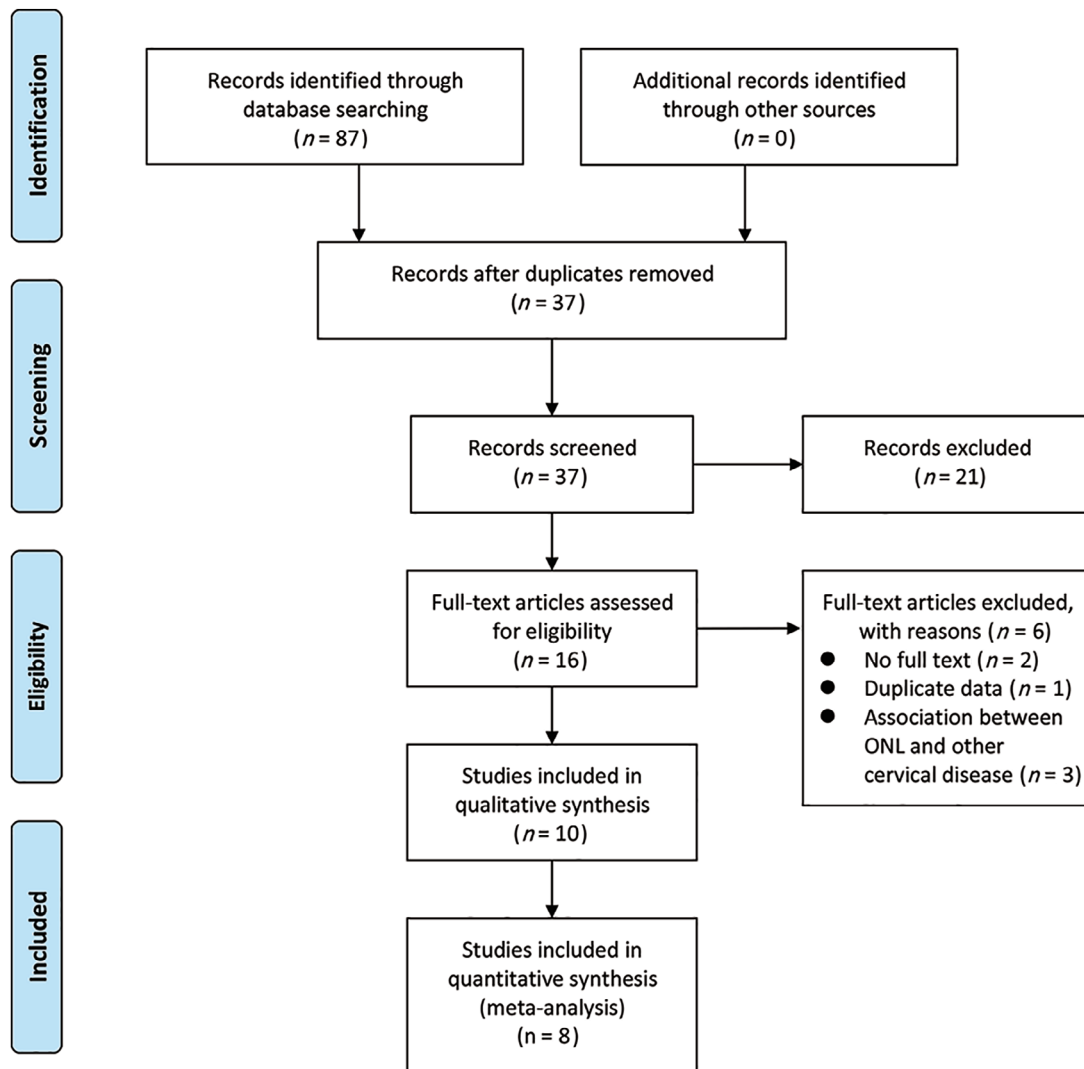 Identification
Records identified through
database searching
(n = 87)
Additional records identified
through other sources
(n = 0)
Records after duplicates removed
(n = 37)
Screening
Records screened
(n = 37)
Records excluded
(n = 21)
Eligibility
Full-text articles assessed
for eligibility
(n = 16)
Full-text articles excluded,
with reasons (n = 6)
● No full text (n = 2)
● Duplicate data (n = 1)
● Association between
ONL and other
cervical disease (n = 3)
Studies included in
qualitative synthesis
(n = 10)
Included
Studies included in
quantitative synthesis
(meta-analysis)
(n = 8)